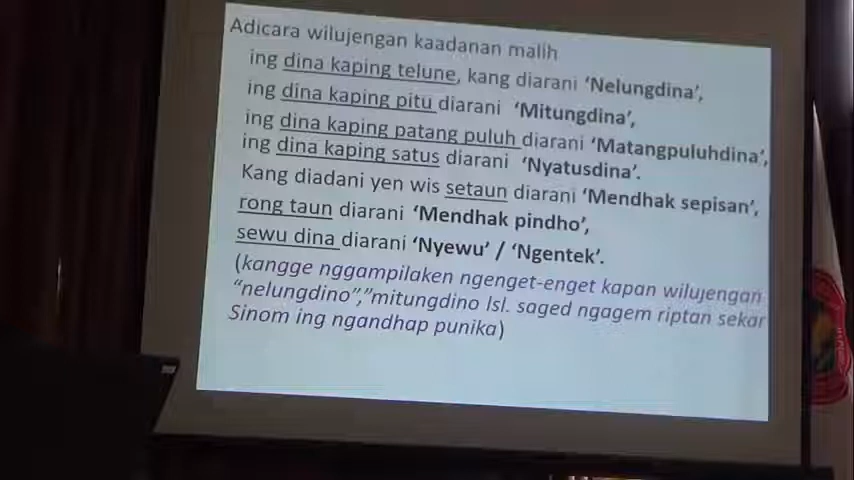 Adicara wilujengan kaadanan malih
ing dina kaping telune, kang diarani ‘Nelungdina’,
ing dina kaping pitu diarani ‘Mitungdina’,
ing dina kaping patang puluh diarani ‘Matangpuluhdina’,
ing dina kaping satus diarani ‘Nyatusdina’.
Kang diadani yen wis setaun diarani ‘Mendhak sepisan’,
rong taun diarani ‘Mendhak pindho’,
sewu dina diarani ‘Nyewu’ / ‘Ngentek’.
(kangge nggampilaken ngenget-enget kapan wilujengan
“nelungdino”,”mitungdino lsl. saged ngagem riptan sekar
Sinom ing ngandhap punika)